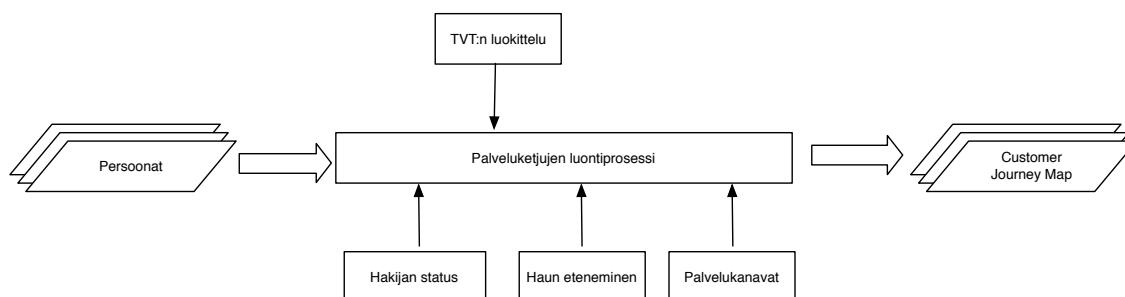 TVT:n luokittelu
Persoonat
Palveluketjujen luontiprosessi
Customer
Journey Map
Hakijan status
Haun eteneminen
Palvelukanavat